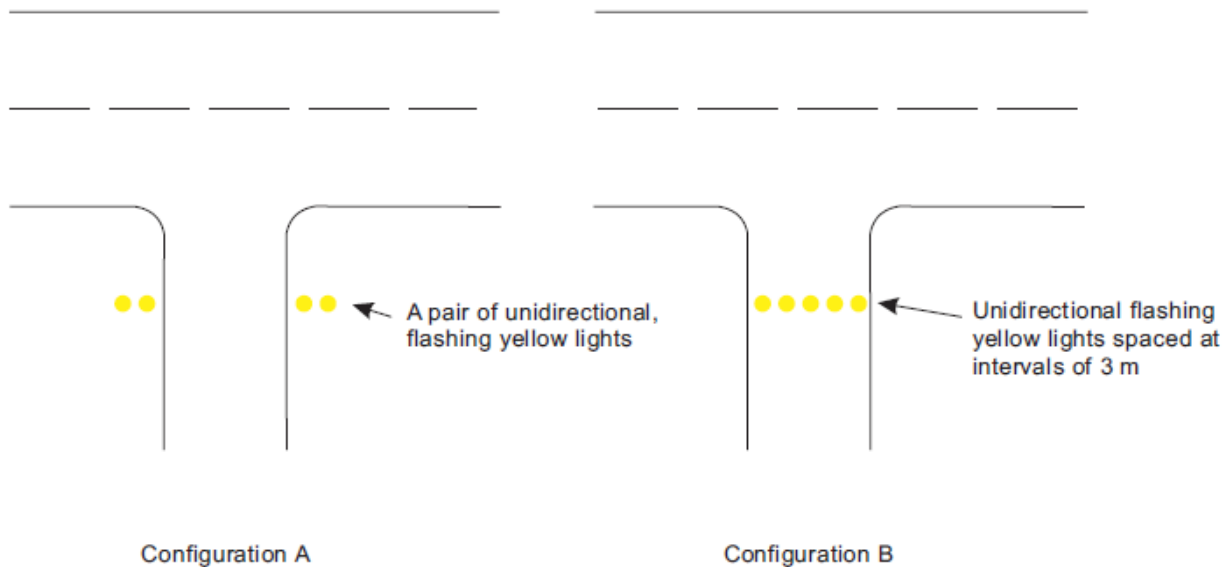 A pair of unidirectional,
flashing yellow lights
Unidirectional flashing
yellow lights spaced at
intervals of 3 m
Configuration A
Configuration B